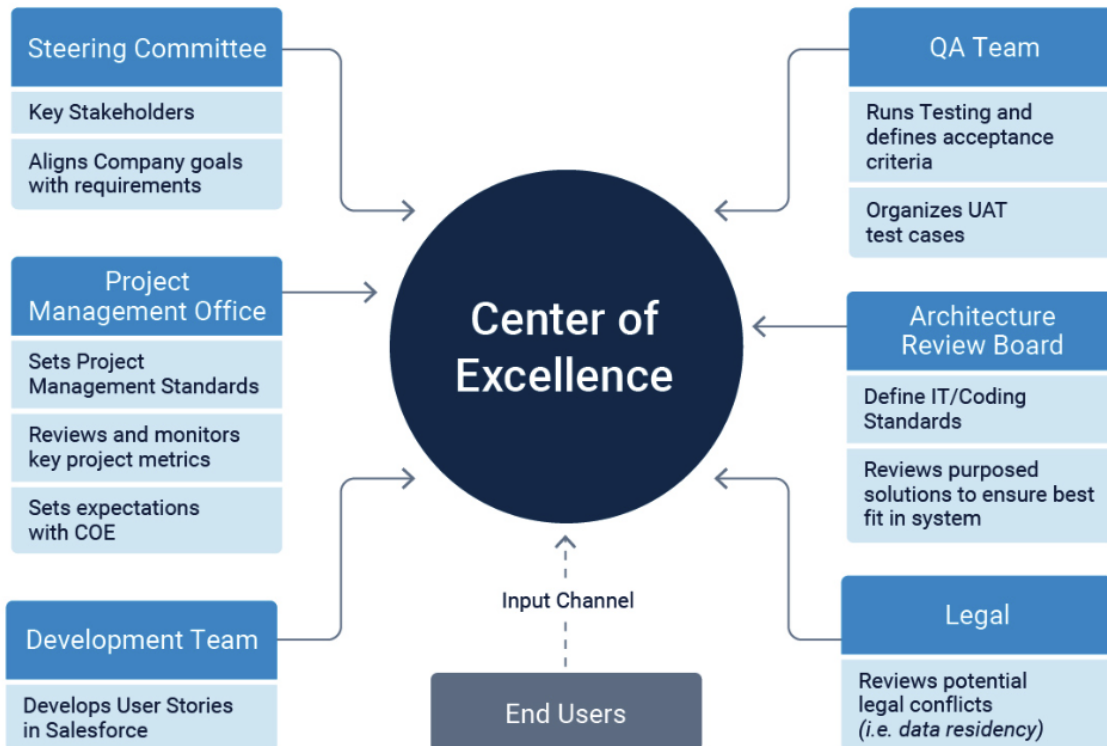 Steering Committee
Key Stakeholders
Aligns Company goals
with requirements
Project
Management Office
Sets Project
Management Standards
Reviews and monitors
key project metrics
Sets expectations
with COE
Development Team
Develops User Stories
in Salesforce
Center of
Excellence
Input Channel
End Users
QA Team
Runs Testing and
defines acceptance
criteria
Organizes UAT
test cases
Architecture
Review Board
Define IT/Coding
Standards
Reviews purposed
solutions to ensure best
fit in system
Legal
Reviews potential
legal conflicts
(i.e. data residency)